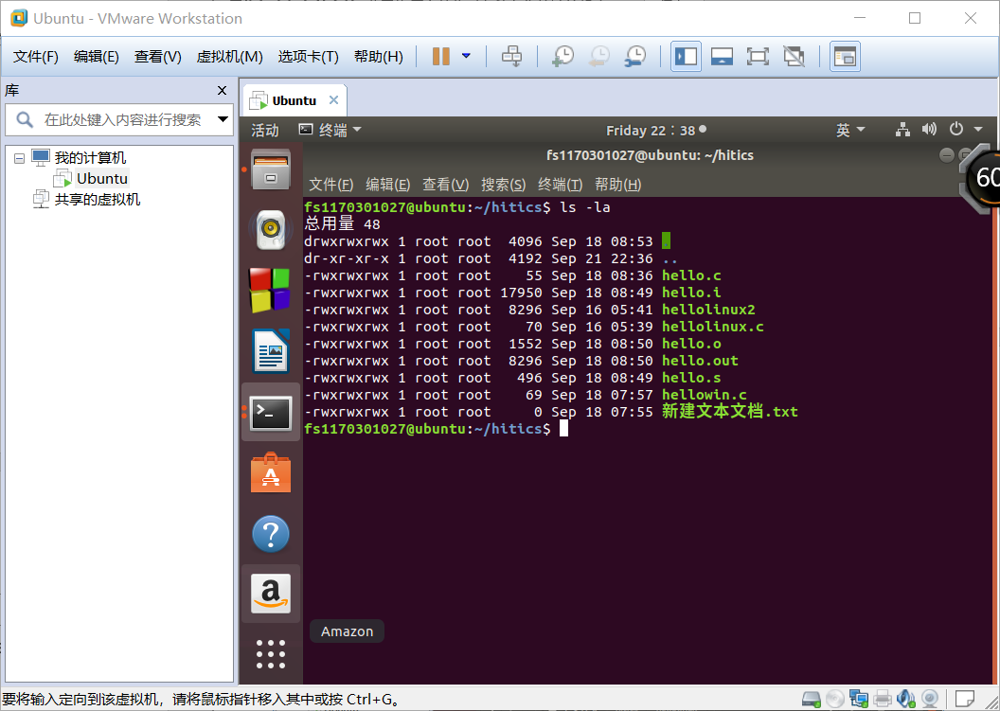 Ubuntu - VMware Workstation
文件(F) 编辑(E) 查看(V) 虚拟机(M) 选项卡(T) 帮助(H)
库
在此处键入内容进行搜索
我的计算机
Ubuntu
共享的虚拟机
Ubuntu
活动 终端 Friday 22：38 英
fs1170301027@ubuntu: ~/hitics
60
文件(F) 编辑(E) 查看(V) 搜索(S) 终端(T) 帮助(H)
fs1170301027@ubuntu:~/hitics$ ls -la
总用量 48
drwxrwxrwx 1 root root  4096 Sep 18 08:53 .
dr-xr-xr-x 1 root root  4192 Sep 21 22:36 ..
-rwxrwxrwx 1 root root    55 Sep 18 08:36 hello.c
-rwxrwxrwx 1 root root 17950 Sep 18 08:49 hello.i
-rwxrwxrwx 1 root root  8296 Sep 16 05:41 hellolinux2
-rwxrwxrwx 1 root root    70 Sep 16 05:39 hellolinux.c
-rwxrwxrwx 1 root root  1552 Sep 18 08:50 hello.o
-rwxrwxrwx 1 root root  8296 Sep 18 08:50 hello.out
-rwxrwxrwx 1 root root   496 Sep 18 08:49 hello.s
-rwxrwxrwx 1 root root    69 Sep 18 07:57 hellowin.c
-rwxrwxrwx 1 root root     0 Sep 18 07:55 新建文本文档.txt
fs1170301027@ubuntu:~/hitics$
Amazon
要将输入定向到该虚拟机，请将鼠标指针移入其中或按 Ctrl+G。